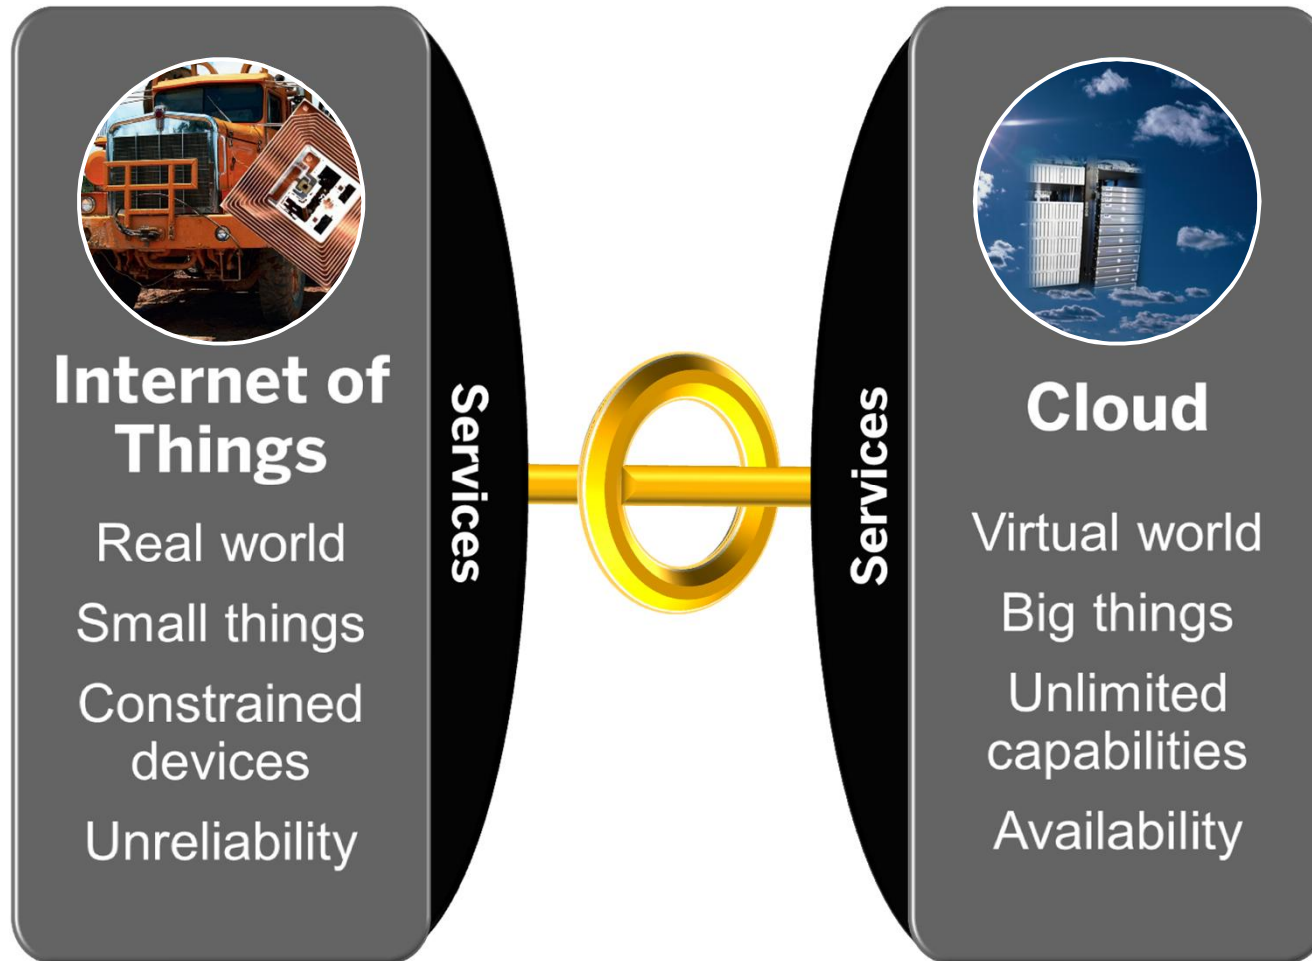 Internet of
Things
Real world
Small things
Constrained
devices
Unreliability
Services
Services
Cloud
Virtual world
Big things
Unlimited
capabilities
Availability